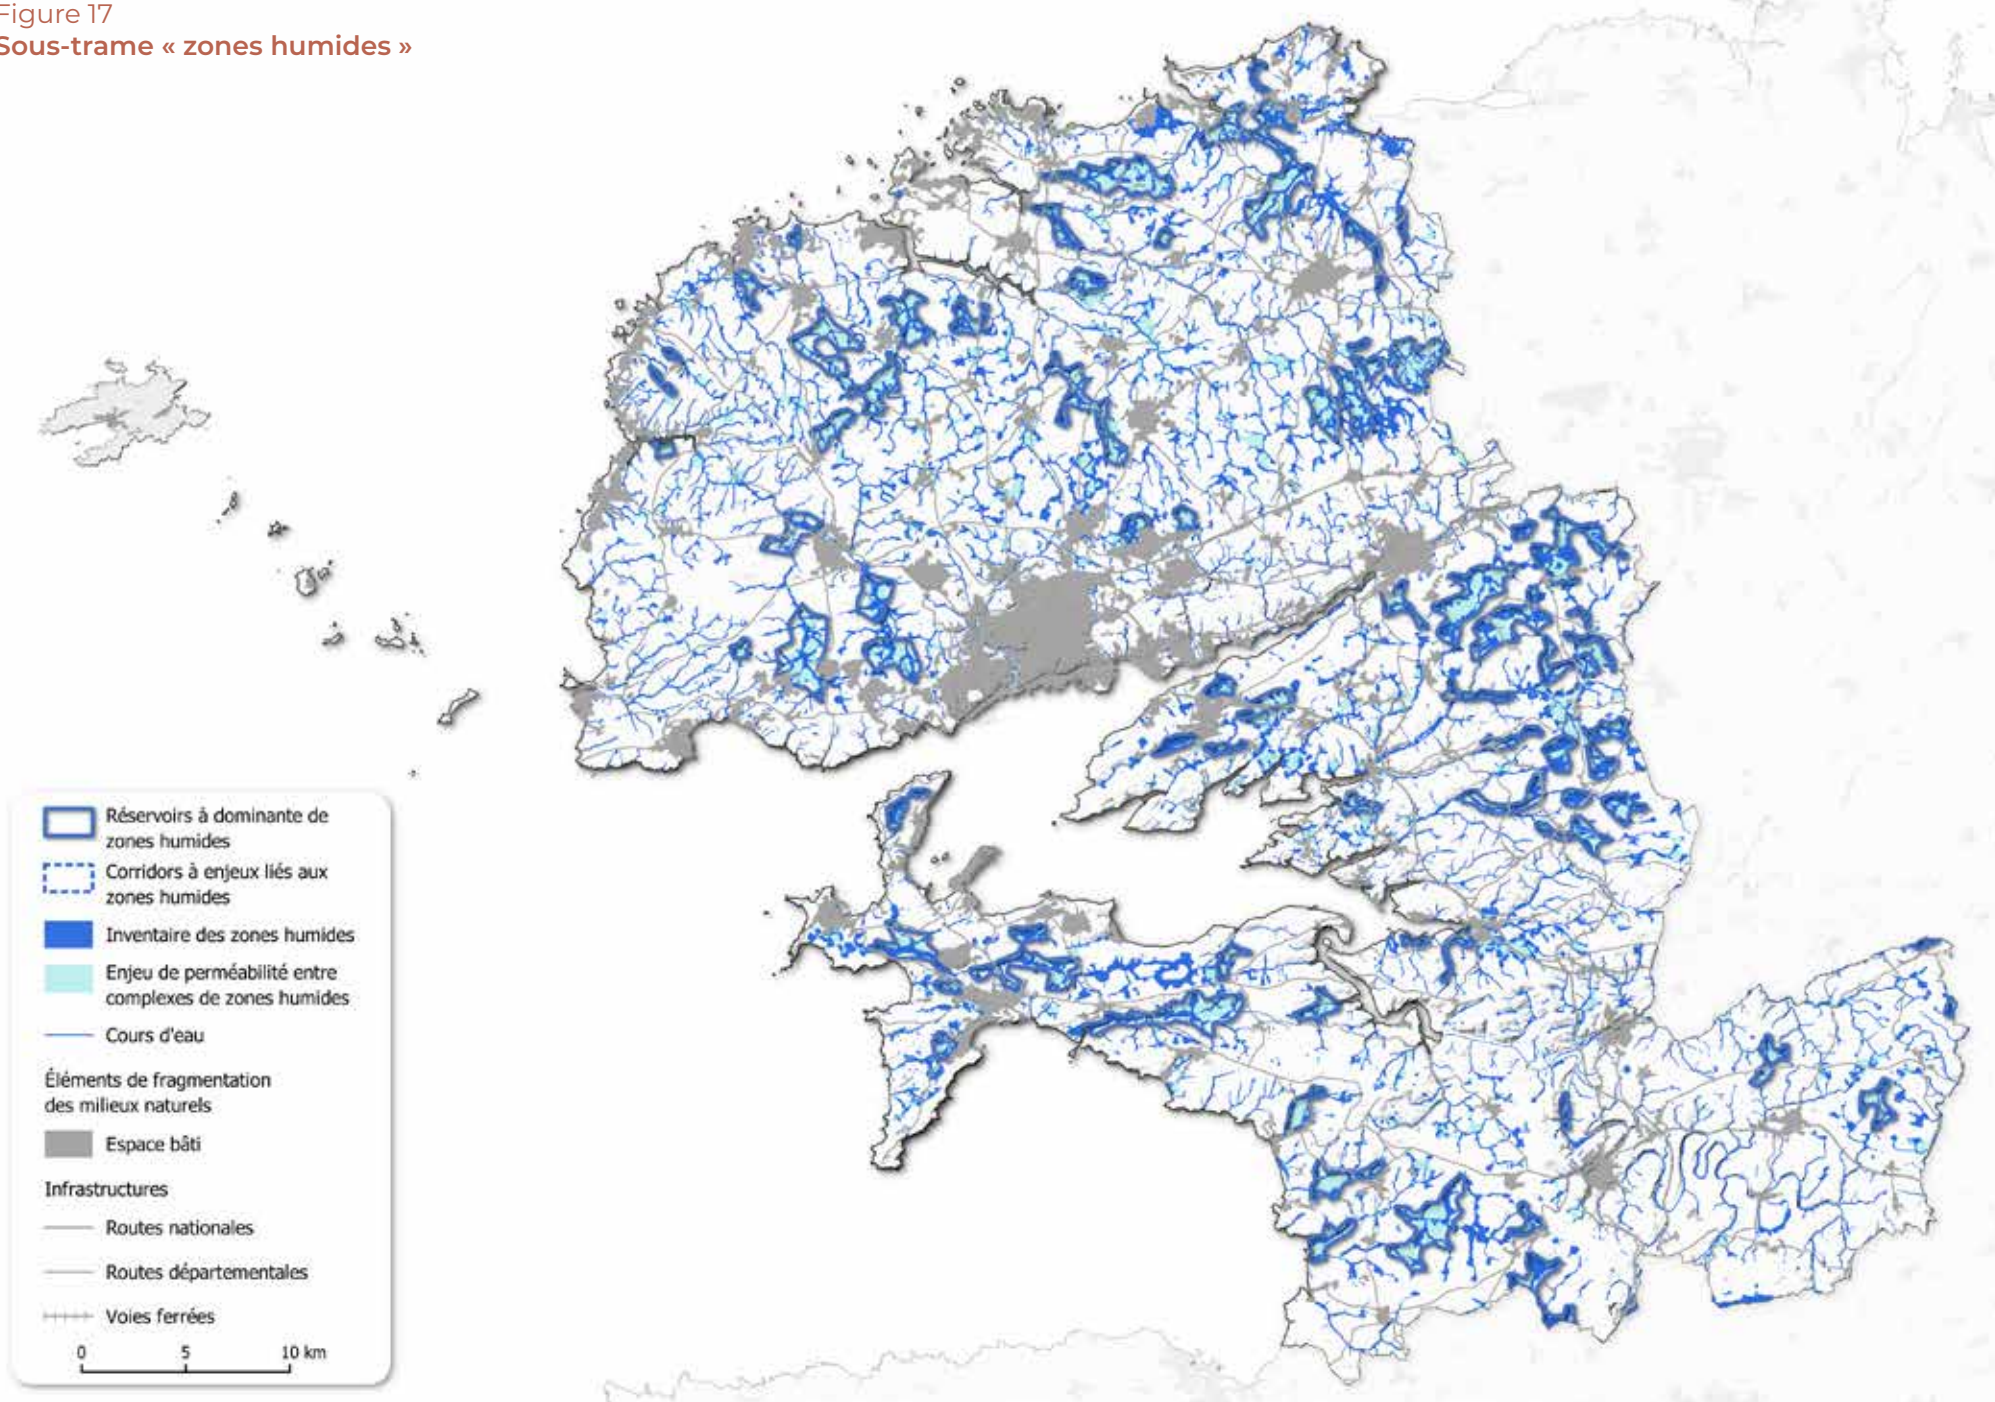 Figure 17
Sous-trame « zones humides »
Réservoirs à dominante de
zones humides
Corridors à enjeux liés aux
zones humides
Inventaire des zones humides
Enjeu de perméabilité entre
complexes de zones humides
Cours d'eau
Éléments de fragmentation
des milieux naturels
Espace bâti
Infrastructures
Routes nationales
Routes départementales
Voies ferrées
0 5 10 km